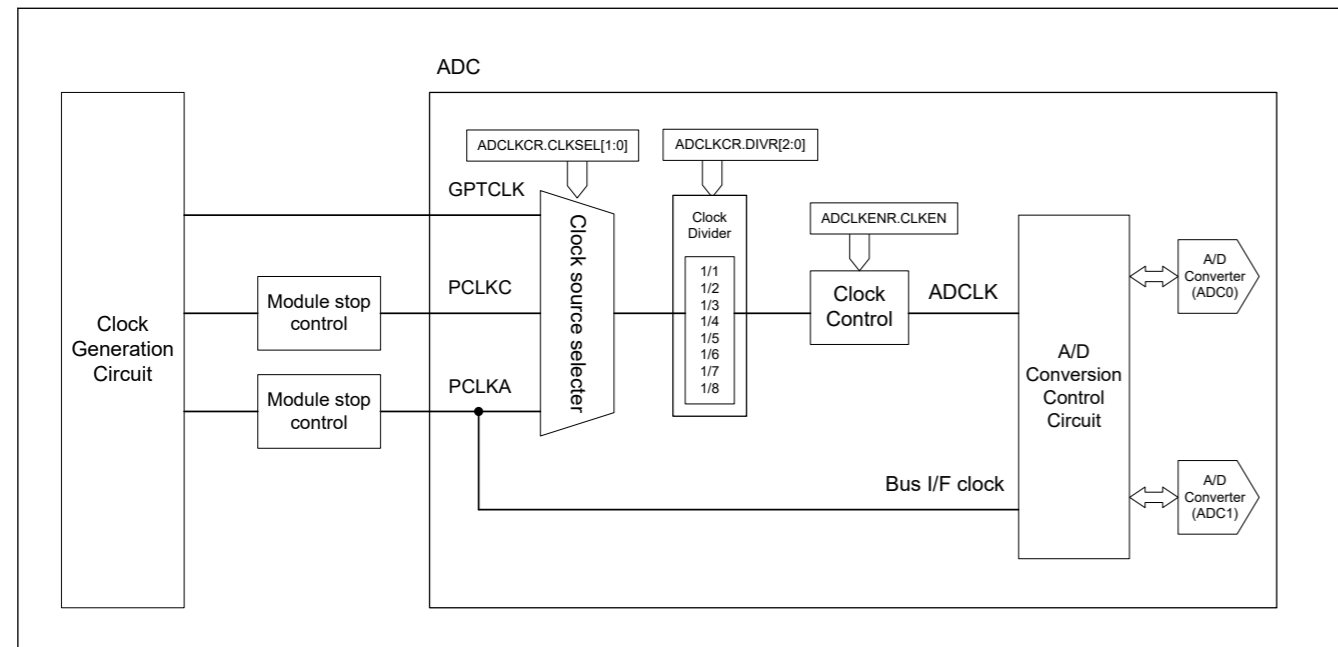 ADC
ADCLKCR.CLKSEL[1:0]
ADCLKCR.DIVR[2:0]
GPTCLK
Clock source selecter
Clock
Divider
1/1
1/2
1/3
1/4
1/5
1/6
1/7
1/8
ADCLKENR.CLKEN
Clock
Control
ADCLK
A/D
Converter
(ADC0)
Clock
Generation
Circuit
Module stop
control
PCLKC
Module stop
control
PCLKA
A/D
Conversion
Control
Circuit
Bus I/F clock
A/D
Converter
(ADC1)